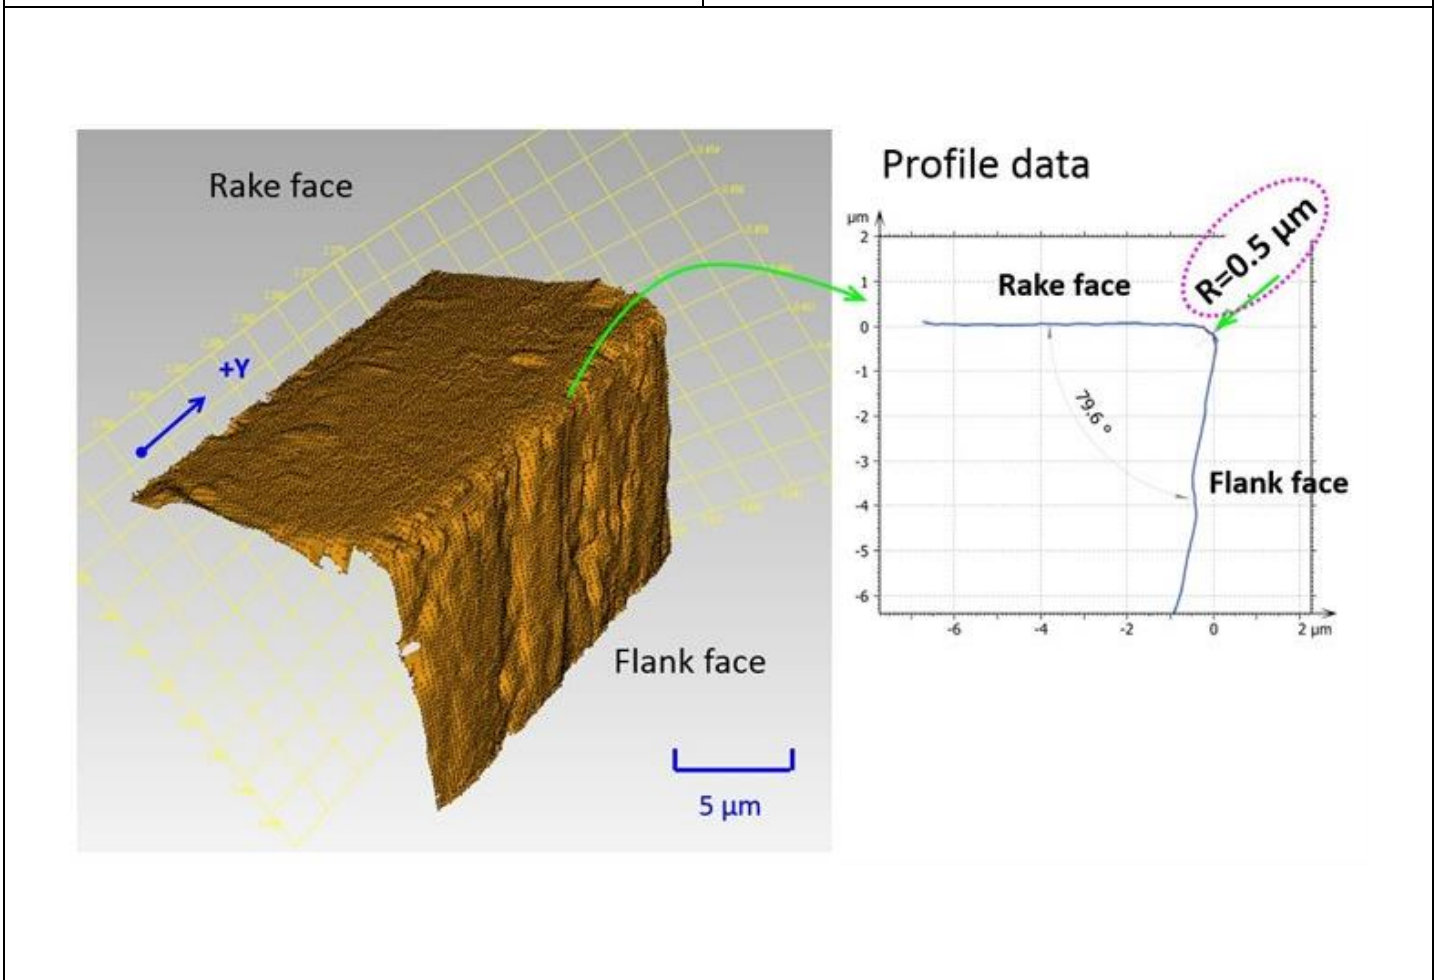 Rake face
+Y
Flank face
5 μm
Profile data
R=0.5 μm
μm
2
1
0
-1
-2
-3
-4
-5
-6
Rake face
79.6 °
Flank face
-6
-4
-2
0
2 μm